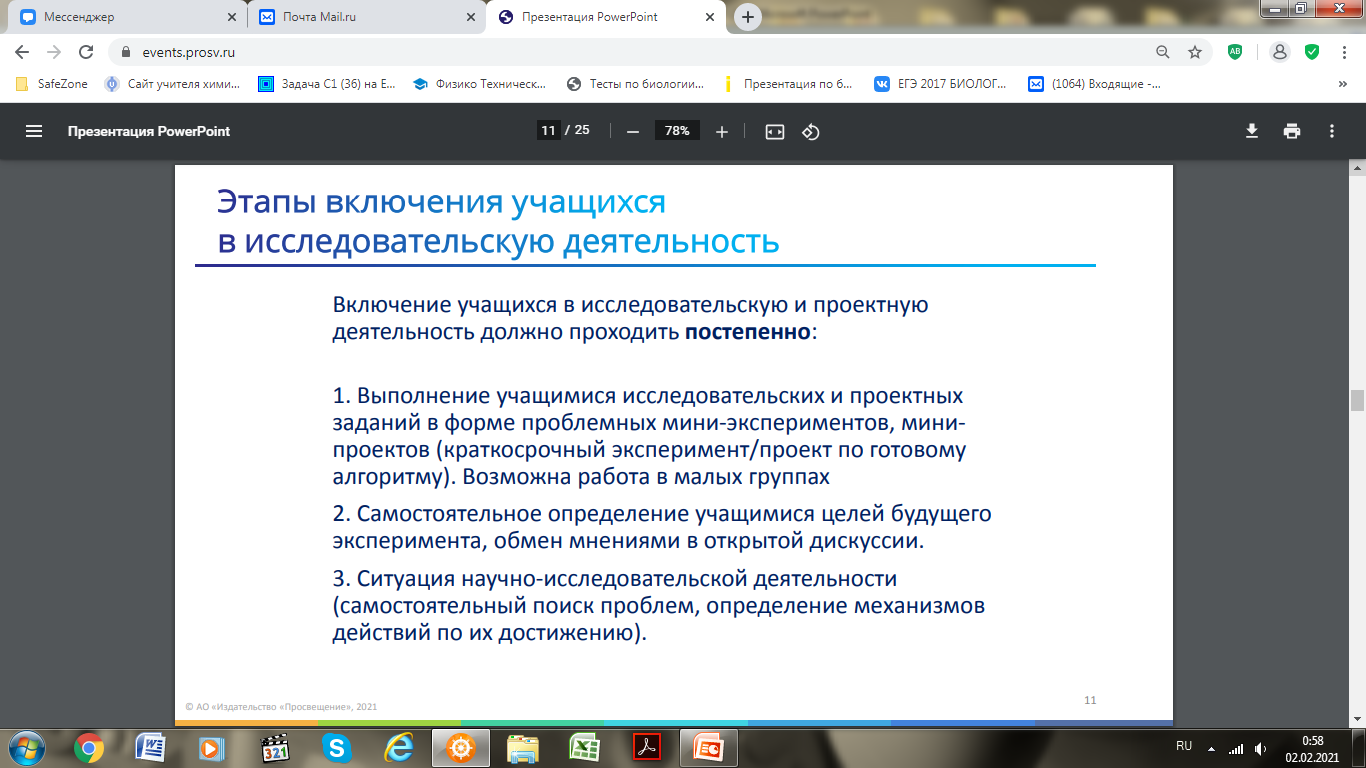 Мессенджер
Почта Mail.ru
Презентация PowerPoint
events.prosv.ru
AB
SafeZone
Сайт учителя хими...
Задача С1 (36) на Е...
Физико Техническ...
Тесты по биологии...
Презентация по б...
ЕГЭ 2017 БИОЛОГ...
(1064) Входящие -...
»
Презентация PowerPoint
11 / 25
78%
Этапы включения учащихся
в исследовательскую деятельность
Включение учащихся в исследовательскую и проектную
деятельность должно проходить постепенно:
1. Выполнение учащимися исследовательских и проектных
заданий в форме проблемных мини-экспериментов, мини-
проектов (краткосрочный эксперимент/проект по готовому
алгоритму). Возможна работа в малых группах
2. Самостоятельное определение учащимися целей будущего
эксперимента, обмен мнениями в открытой дискуссии.
3. Ситуация научно-исследовательской деятельности
(самостоятельный поиск проблем, определение механизмов
действий по их достижению).
© АО «Издательство «Просвещение», 2021
11
321
RU
0:58
02.02.2021